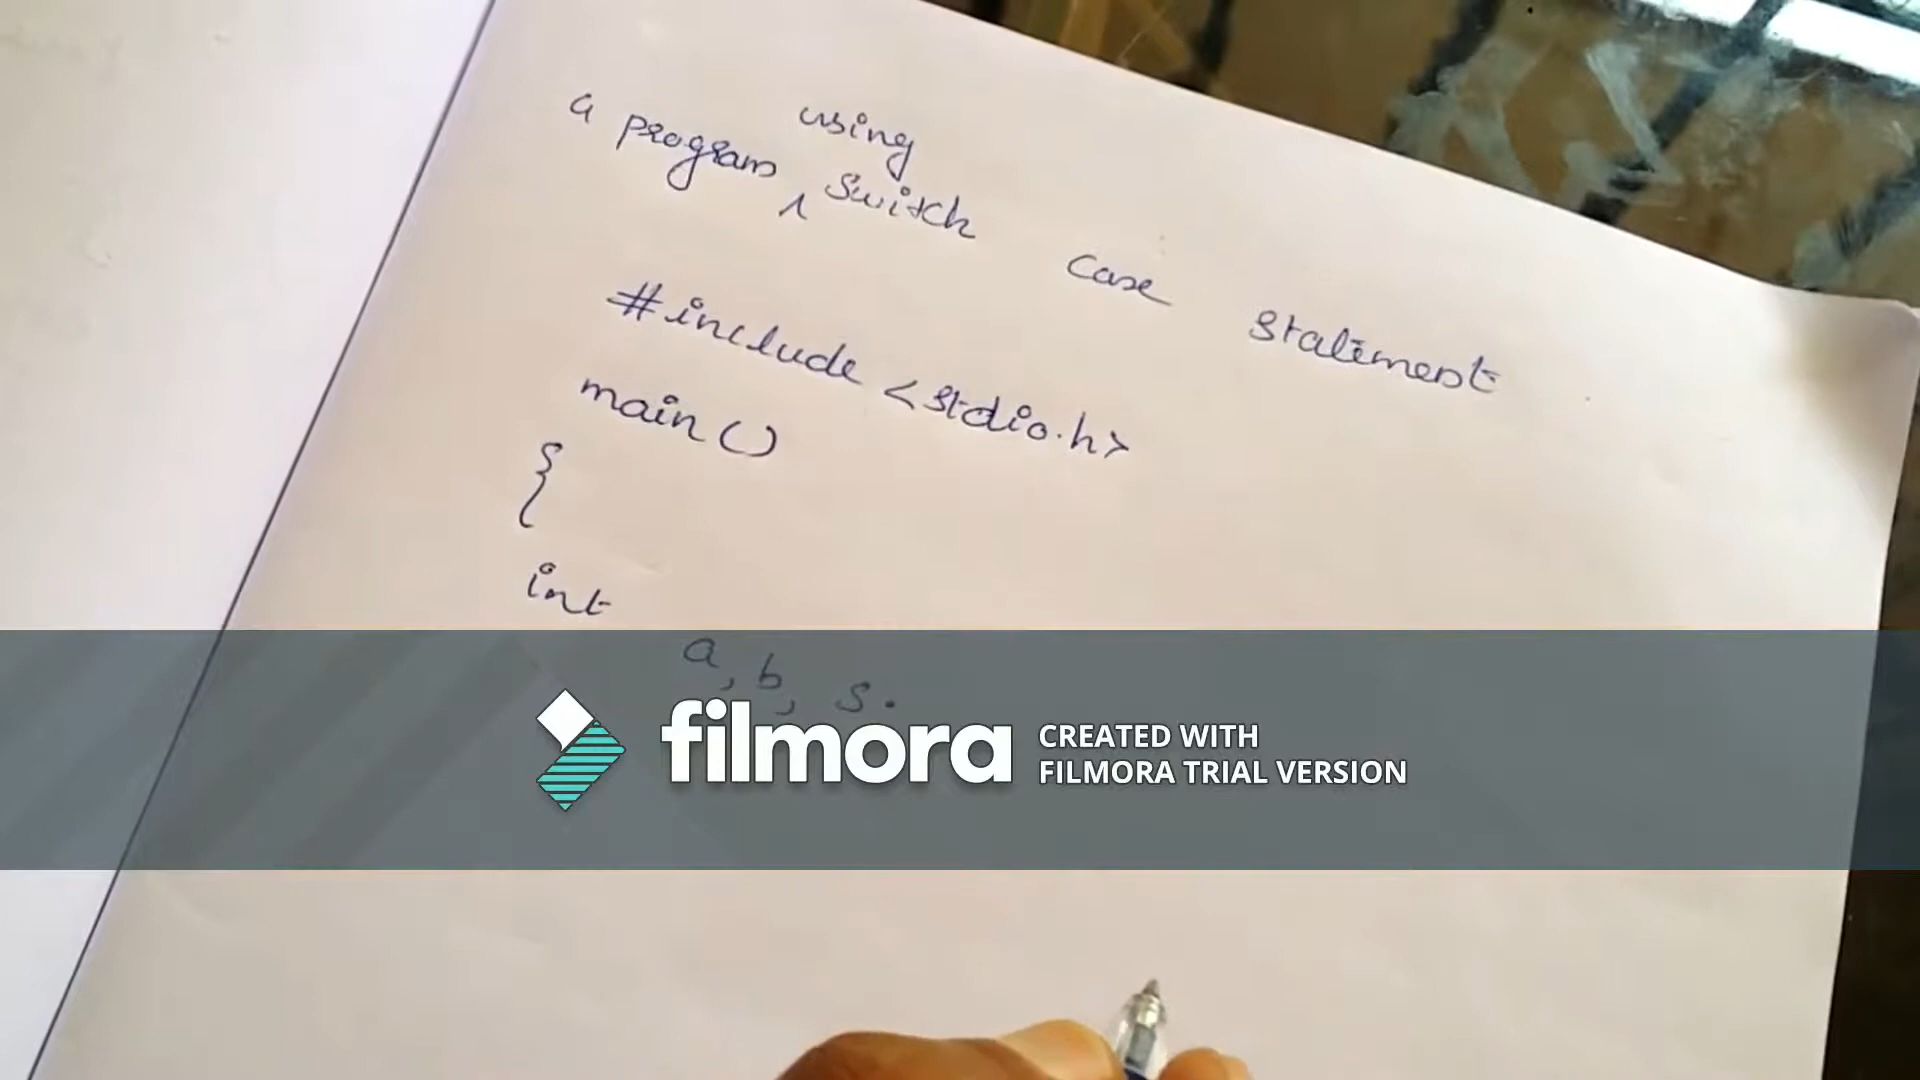 a program using switch case statement
#include <stdio.h>
main()
{
int a, b, s.
filmora
CREATED WITH
FILMORA TRIAL VERSION